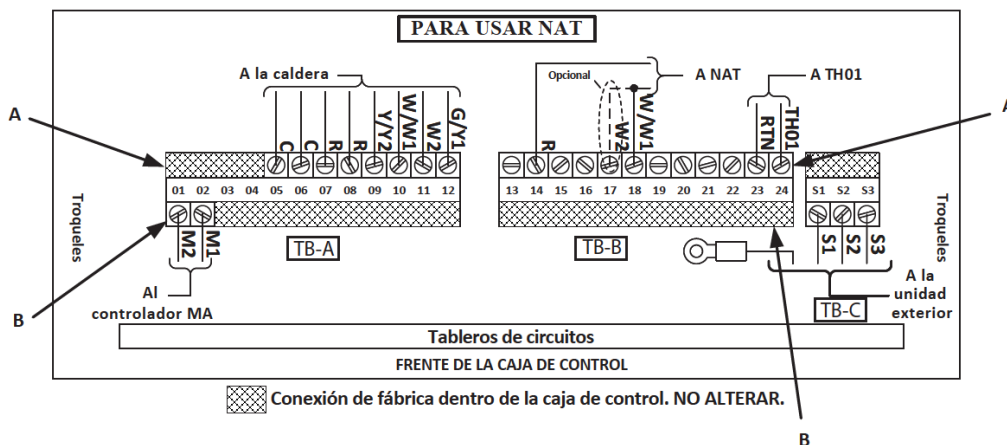 PARA USAR NAT
A la caldera
Opcional
A NAT
A TH01
A
A
C
C
R
R
Y/Y2
W/W1
W2
G/Y1
R
W2
W/W1
RTN
TH01
01 02 03 04 05 06 07 08 09 10 11 12
13 14 15 16 17 18 19 20 21 22 23 24
S1 S2 S3
Troqueles
Troqueles
M2
M1
TB-A
TB-B
S1
S2
S3
Al
controlador MA
A la
unidad
exterior
TB-C
B
Tableros de circuitos
FRENTE DE LA CAJA DE CONTROL
Conexión de fábrica dentro de la caja de control. NO ALTERAR.
B